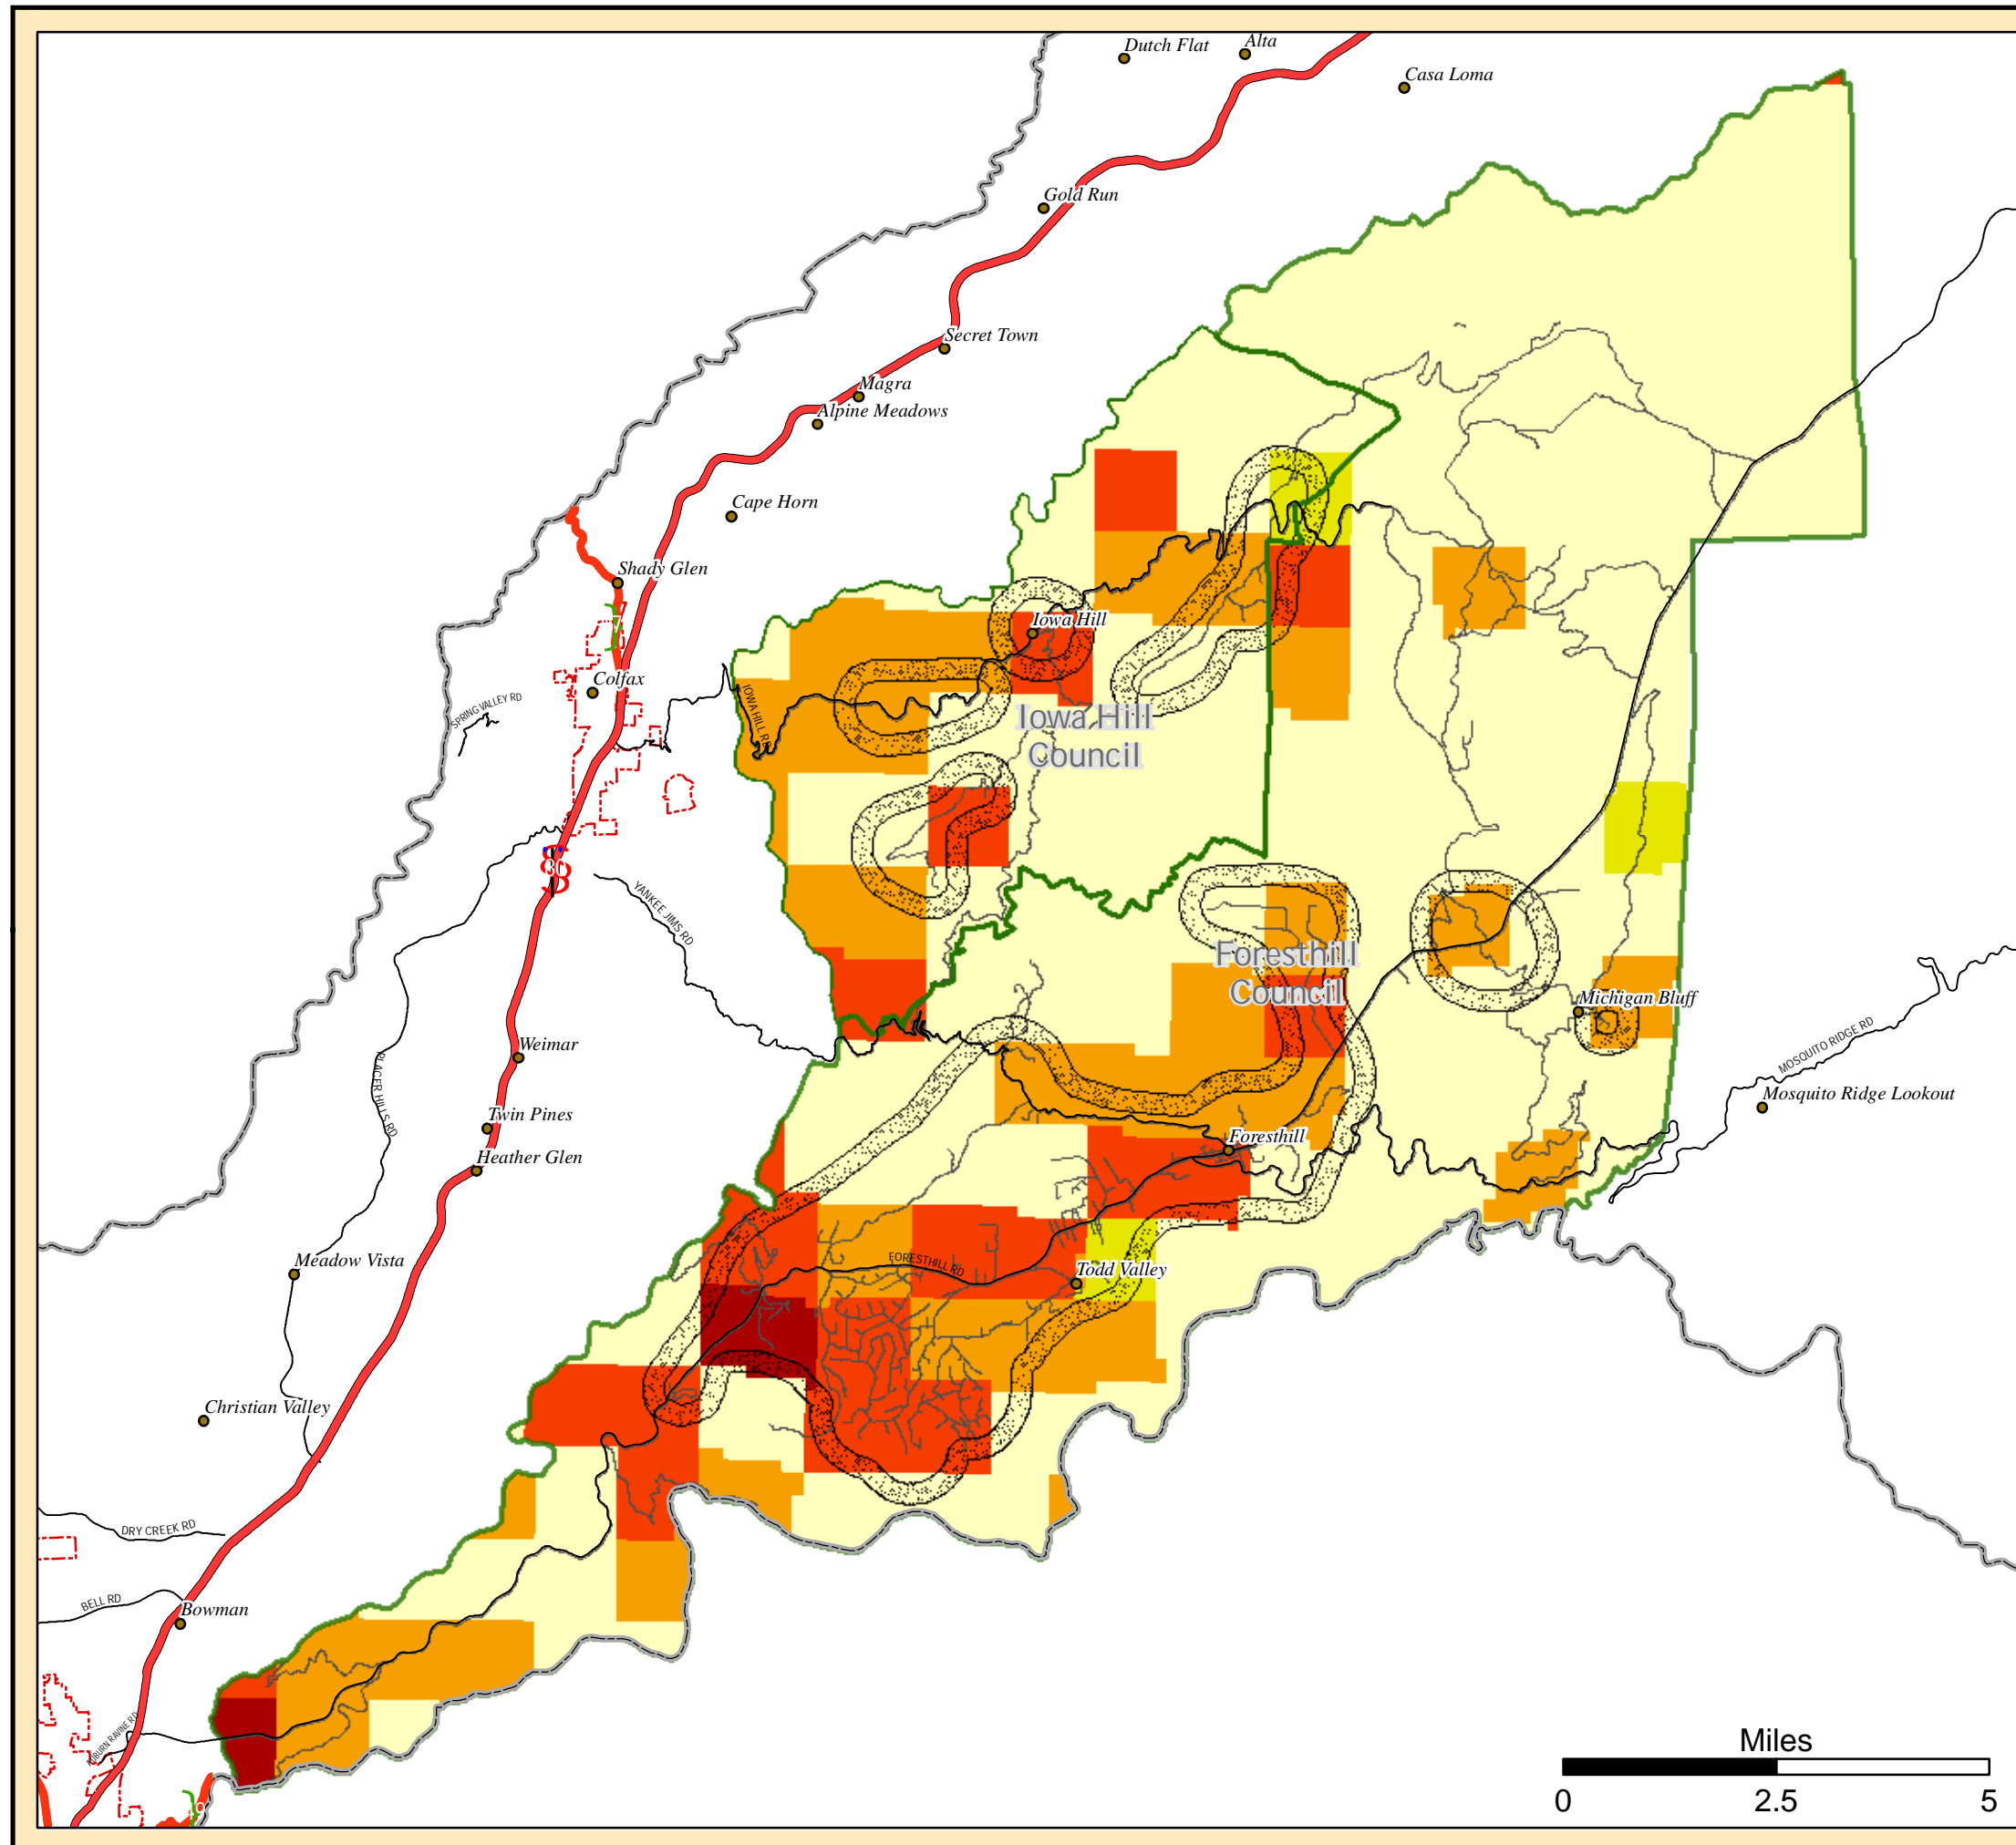 Dutch Flat
Alta
Casa Loma
Gold Run
Secret Town
Magra
Alpine Meadows
Cape Horn
Shady Glen
Iowa Hill
Colfax
SPRING VALLEY RD
IOWA HILL RD
Iowa Hill
Council
YANKEE JIMS RD
Foresthill
Council
Michigan Bluff
MOSQUITO RIDGE RD
Mosquito Ridge Lookout
Weimar
PLACER HILLS RD
Twin Pines
Foresthill
Heather Glen
Meadow Vista
FORESTHILL RD
Todd Valley
Christian Valley
DRY CREEK RD
BELL RD
Bowman
AUBURN RAVINE RD
Miles
0
2.5
5